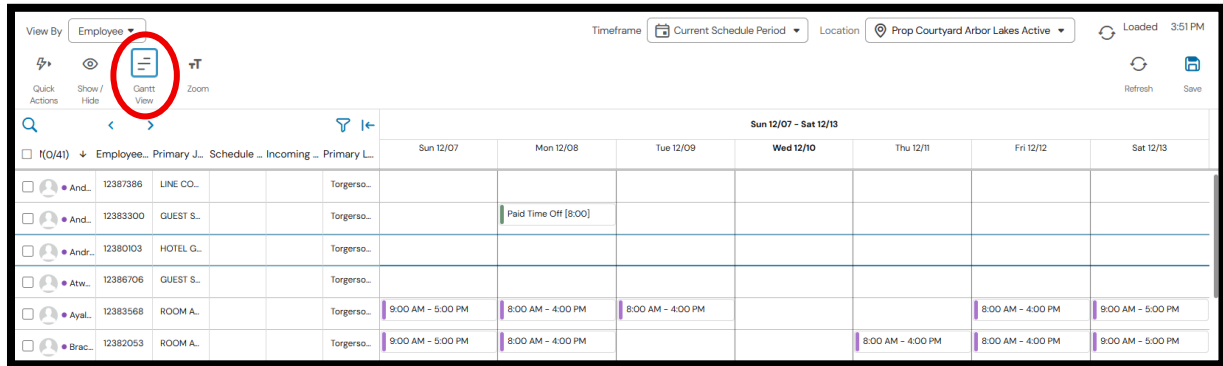 View By Employee Timeframe Current Schedule Period Location Prop Courtyard Arbor Lakes Active Loaded 3:51 PM
Quick Actions Show / Hide Gantt View Zoom Refresh Save
Sun 12/07 - Sat 12/13
(0/41) Employee... Primary J... Schedule ... Incoming ... Primary L... Sun 12/07 Mon 12/08 Tue 12/09 Wed 12/10 Thu 12/11 Fri 12/12 Sat 12/13
And... 12387386 LINE CO... Torgerso...
And... 12383300 GUEST S... Torgerso... Paid Time Off [8:00]
Andr... 12380103 HOTEL G... Torgerso...
Atw... 12386706 GUEST S... Torgerso...
Ayal... 12383568 ROOM A... Torgerso... 9:00 AM - 5:00 PM 8:00 AM - 4:00 PM 8:00 AM - 4:00 PM 8:00 AM - 4:00 PM 9:00 AM - 5:00 PM
Brac... 12382053 ROOM A... Torgerso... 9:00 AM - 5:00 PM 8:00 AM - 4:00 PM 8:00 AM - 4:00 PM 8:00 AM - 4:00 PM 9:00 AM - 5:00 PM